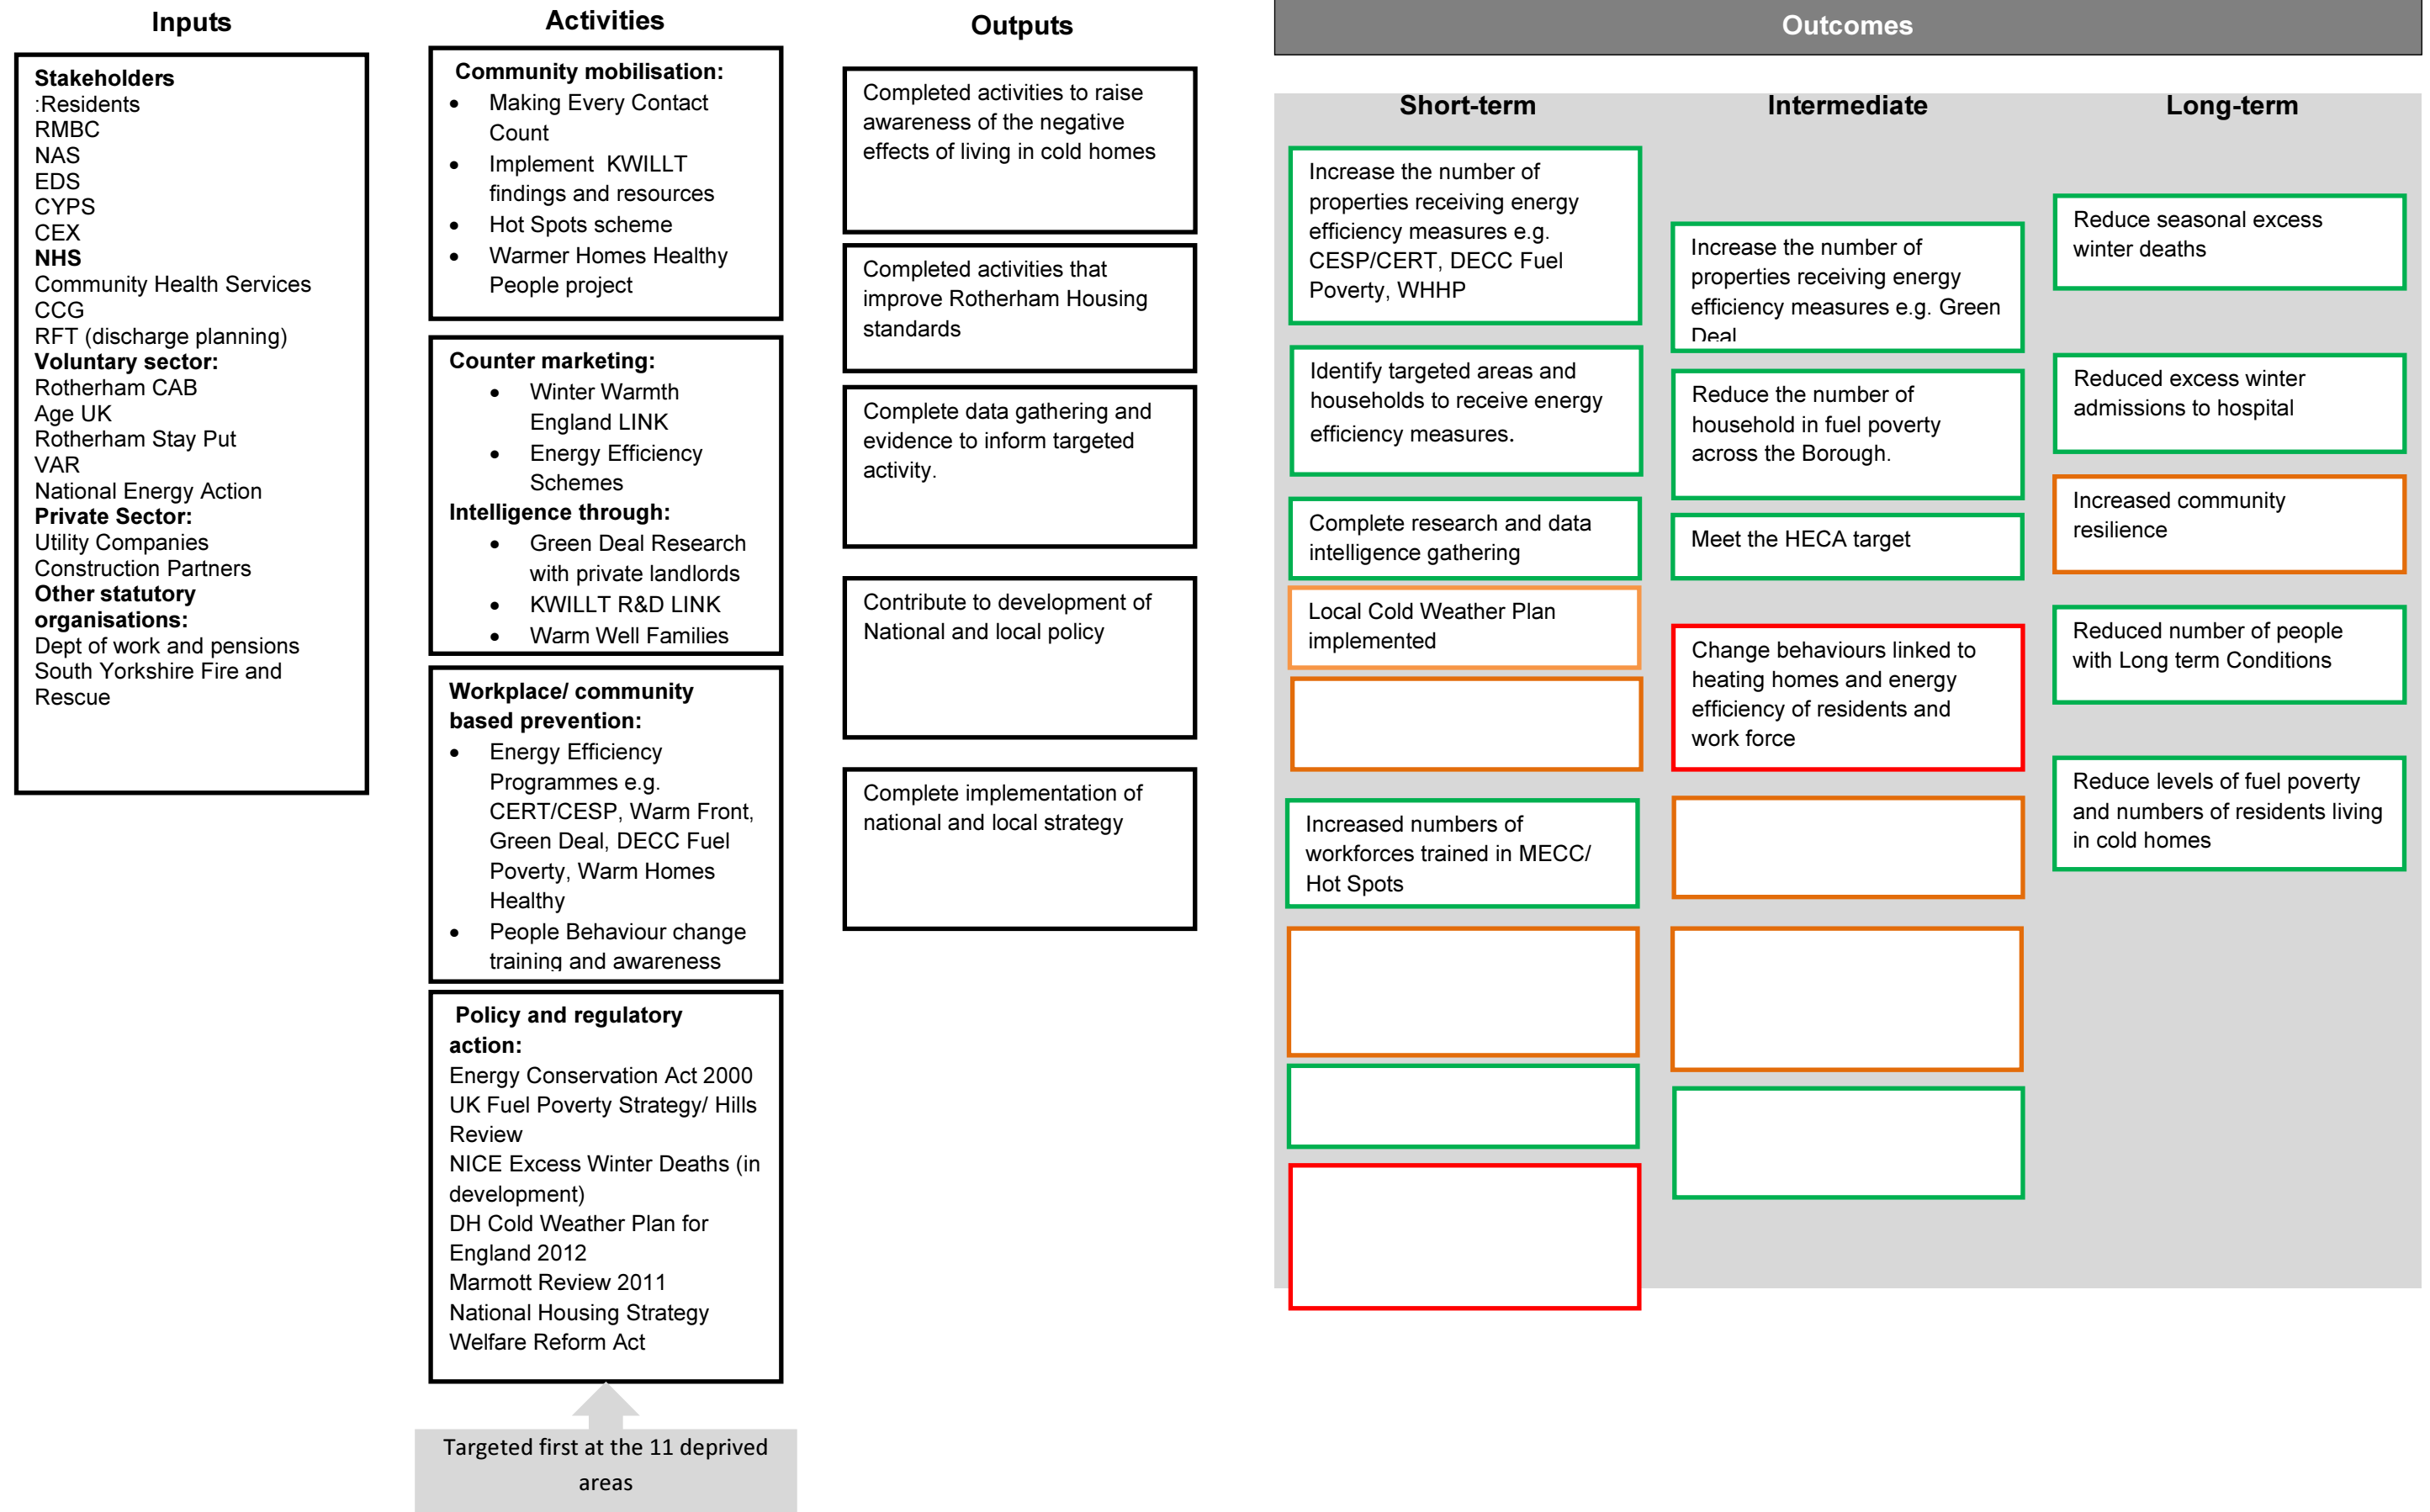 Inputs
Stakeholders
:Residents
RMBC
NAS
EDS
CYPS
CEX
NHS
Community Health Services
CCG
RFT (discharge planning)
Voluntary sector:
Rotherham CAB
Age UK
Rotherham Stay Put
VAR
National Energy Action
Private Sector:
Utility Companies
Construction Partners
Other statutory
organisations:
Dept of work and pensions
South Yorkshire Fire and
Rescue
Activities
Community mobilisation:
• Making Every Contact
Count
• Implement KWILLT
findings and resources
• Hot Spots scheme
• Warmer Homes Healthy
People project
Counter marketing:
• Winter Warmth
England LINK
• Energy Efficiency
Schemes
Intelligence through:
• Green Deal Research
with private landlords
• KWILLT R&D LINK
• Warm Well Families
Workplace/ community
based prevention:
• Energy Efficiency
Programmes e.g.
CERT/CESP, Warm Front,
Green Deal, DECC Fuel
Poverty, Warm Homes
Healthy
• People Behaviour change
training and awareness
Policy and regulatory
action:
Energy Conservation Act 2000
UK Fuel Poverty Strategy/ Hills
Review
NICE Excess Winter Deaths (in
development)
DH Cold Weather Plan for
England 2012
Marmott Review 2011
National Housing Strategy
Welfare Reform Act
Targeted first at the 11 deprived
areas
Outputs
Completed activities to raise
awareness of the negative
effects of living in cold homes
Completed activities that
improve Rotherham Housing
standards
Complete data gathering and
evidence to inform targeted
activity.
Contribute to development of
National and local policy
Complete implementation of
national and local strategy
Outcomes
Short-term
Increase the number of
properties receiving energy
efficiency measures e.g.
CESP/CERT, DECC Fuel
Poverty, WHHP
Identify targeted areas and
households to receive energy
efficiency measures.
Complete research and data
intelligence gathering
Local Cold Weather Plan
implemented
Increased numbers of
workforces trained in MECC/
Hot Spots
Intermediate
Increase the number of
properties receiving energy
efficiency measures e.g. Green
Deal
Reduce the number of
household in fuel poverty
across the Borough.
Meet the HECA target
Change behaviours linked to
heating homes and energy
efficiency of residents and
work force
Long-term
Reduce seasonal excess
winter deaths
Reduced excess winter
admissions to hospital
Increased community
resilience
Reduced number of people
with Long term Conditions
Reduce levels of fuel poverty
and numbers of residents living
in cold homes